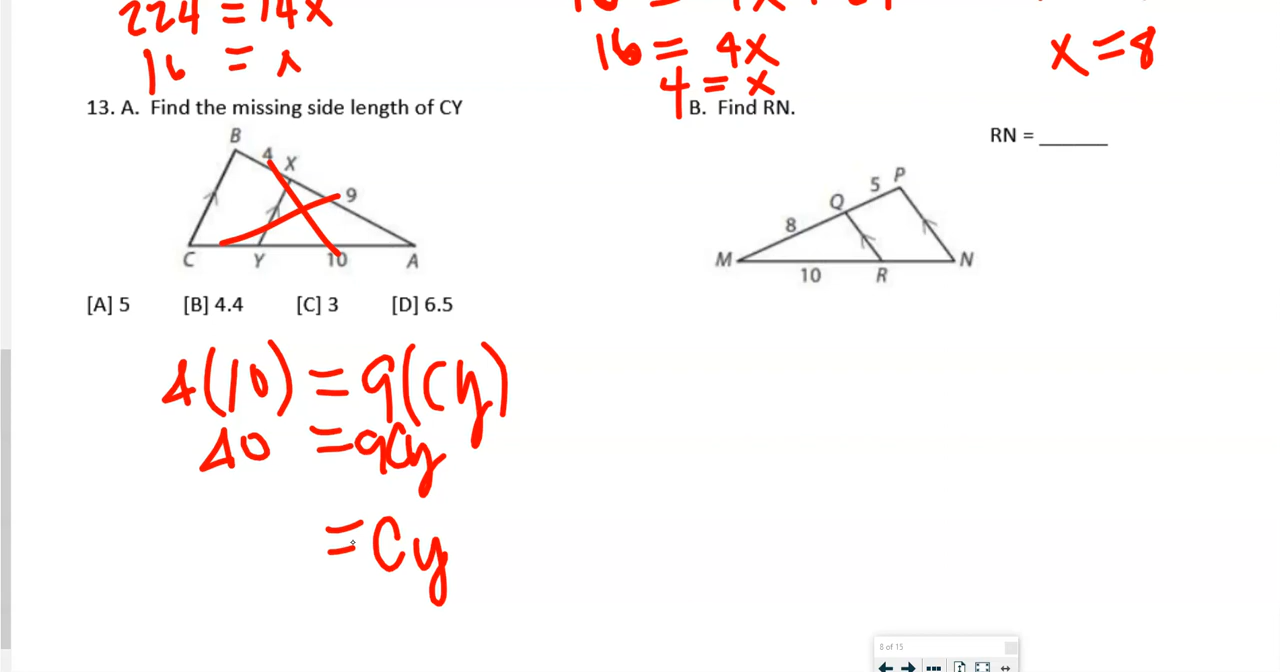 224 = 14x
16 = x
16 = 4x
4 = x
x = 8
13. A. Find the missing side length of CY
B
4
X
9
C
Y
10
A
[A] 5 [B] 4.4 [C] 3 [D] 6.5
4(10) = 9(Cy)
40 = 9Cy
= Cy
B. Find RN.
RN = ______
P
5
Q
8
M
N
10
R
8 of 15